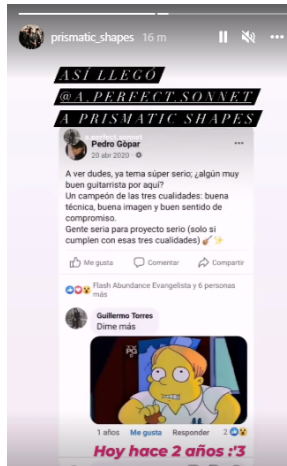 prismatic_shapes 16 m
ASÍ LLEGÓ
@A.PERFECT.SONNET
A PRISMATIC SHAPES
a.perfect.sonnet
Pedro Gòpar
20 abr 2020
A ver dudes, ya tema súper serio; ¿algún muy
buen guitarrista por aquí?
Un campeón de las tres cualidades: buena
técnica, buena imagen y buen sentido de
compromiso.
Gente seria para proyecto serio (solo si
cumplen con esas tres cualidades) 🎸✨
Me gusta Comentar Compartir
Flash Abundance Evangelista y 6 personas
más
Guillermo Torres
Dime más
PG
1 años Me gusta Responder 2
Hoy hace 2 años :'3